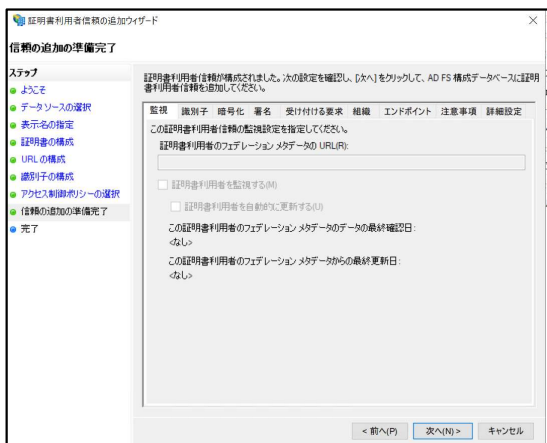 証明書利用者信頼の追加ウィザード
信頼の追加の準備完了
ステップ
ようこそ
データ ソースの選択
表示名の指定
証明書の構成
URL の構成
識別子の構成
アクセス制御ポリシーの選択
信頼の追加の準備完了
完了
証明書利用者信頼が構成されました。次の設定を確認し、[次へ] をクリックして、AD FS 構成データベースに証明
書利用者信頼を追加してください。
監視 識別子 暗号化 署名 受け付ける要求 組織 エンドポイント 注意事項 詳細設定
この証明書利用者信頼の監視設定を指定してください。
証明書利用者のフェデレーション メタデータの URL(R):
証明書利用者を監視する(M)
証明書利用者を自動的に更新する(U)
この証明書利用者のフェデレーション メタデータのデータの最終確認日:
<なし>
この証明書利用者のフェデレーション メタデータからの最終更新日:
<なし>
< 前へ(P) 次へ(N) > キャンセル